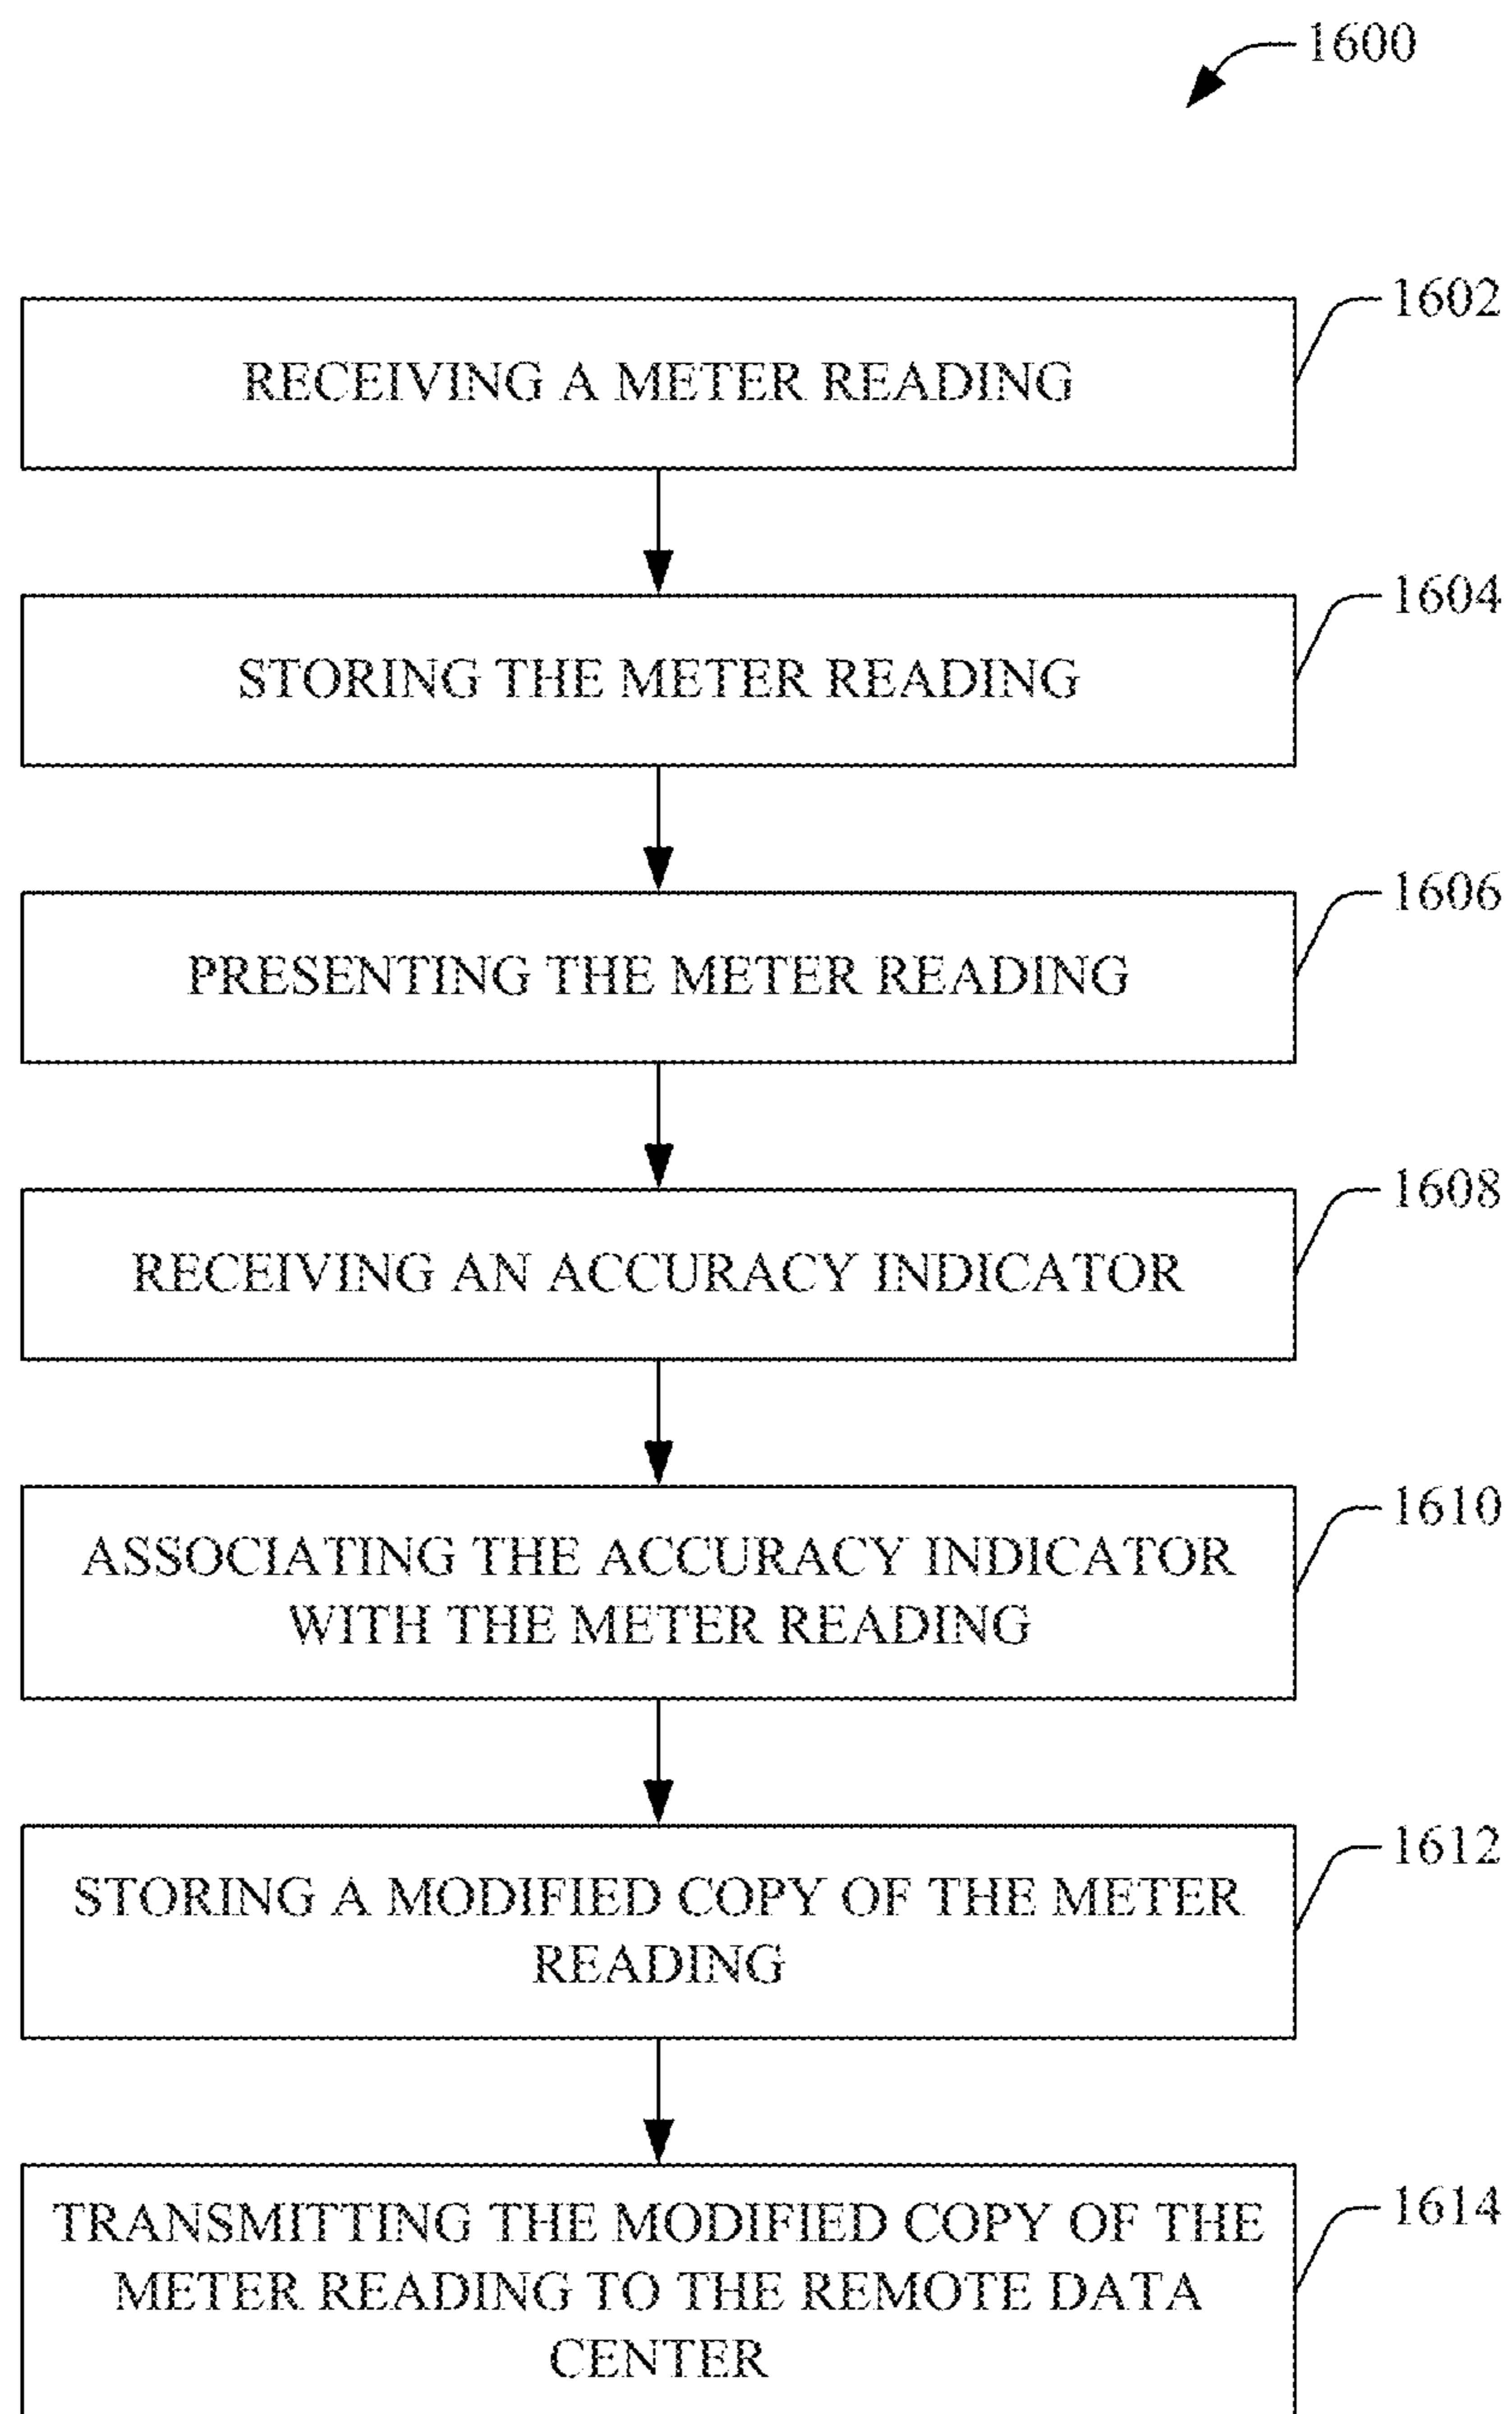 1600
1602
RECEIVING A METER READING
1604
STORING THE METER READING
1606
PRESENTING THE METER READING
1608
RECEIVING AN ACCURACY INDICATOR
1610
ASSOCIATING THE ACCURACY INDICATOR
WITH THE METER READING
1612
STORING A MODIFIED COPY OF THE METER
READING
1614
TRANSMITTING THE MODIFIED COPY OF THE
METER READING TO THE REMOTE DATA
CENTER